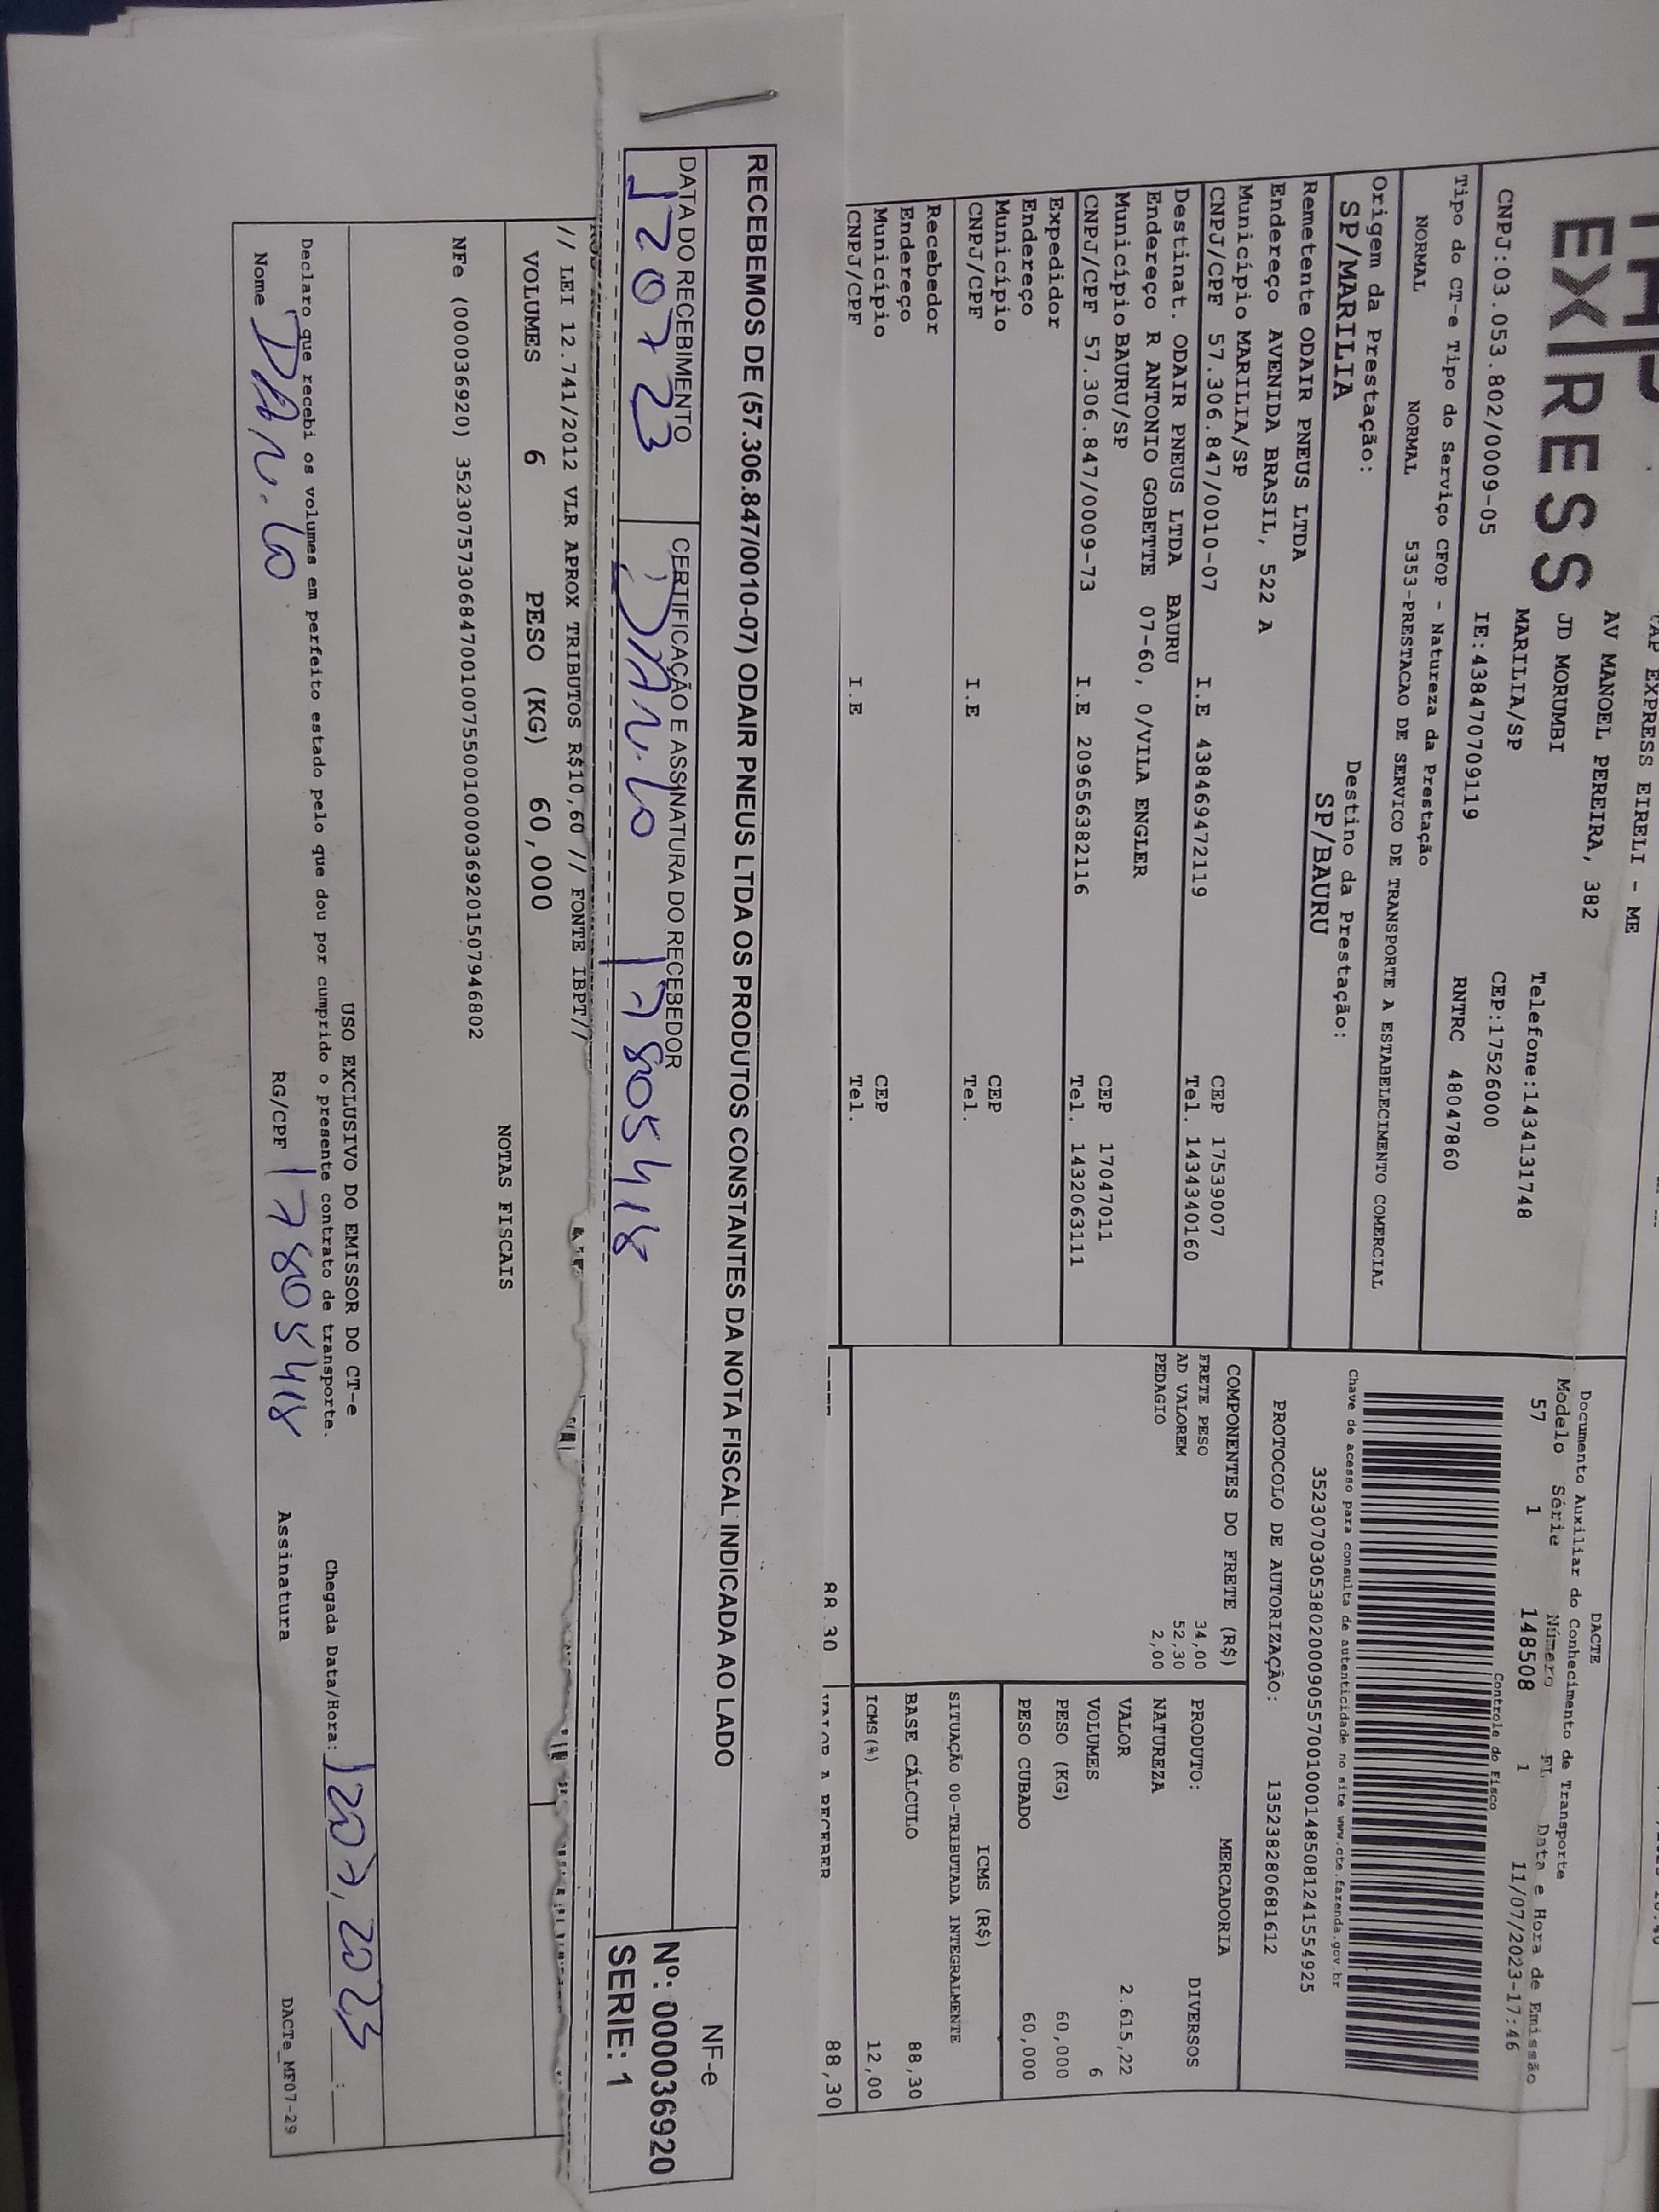 EXPRESS
TAP EXPRESS EIRELI - ME
AV MANOEL PEREIRA, 382
JD MORUMBI
Telefone:1434131748
MARILIA/SP
CEP:17526000
CNPJ:03.053.802/0009-05
IE:438470709119
RNTRC 48047860
Tipo do CT-e Tipo do Serviço CFOP - Natureza da Prestação
NORMAL NORMAL 5353-PRESTACAO DE SERVICO DE TRANSPORTE A ESTABELECIMENTO COMERCIAL
Origem da Prestação: Destino da Prestação:
SP/MARILIA SP/BAURU
DACTE
Documento Auxiliar do Conhecimento de Transporte
Modelo Série Número FL Data e Hora de Emissão
57 1 148508 1 11/07/2023-17:46
Controle do Fisco
Chave de acesso para consulta de autenticidade no site www.cte.fazenda.gov.br
35230703053802000905570010001485081241554925
PROTOCOLO DE AUTORIZAÇÃO: 135238280681612
Remetente ODAIR PNEUS LTDA
Endereço AVENIDA BRASIL, 522 A
Município MARILIA/SP CEP 17539007
CNPJ/CPF 57.306.847/0010-07 I.E 438469472119 Tel. 1434340160
Destinat. ODAIR PNEUS LTDA BAURU
Endereço R ANTONIO GOBETTE 07-60, 0/VILA ENGLER
Município BAURU/SP CEP 17047011
CNPJ/CPF 57.306.847/0009-73 I.E 209656382116 Tel. 1432063111
Expedidor
Endereço
Município CEP
CNPJ/CPF I.E Tel.
Recebedor
Endereço
Município CEP
CNPJ/CPF I.E Tel.
COMPONENTES DO FRETE (R$)
FRETE PESO 34,00
AD VALOREM 52,30
PEDAGIO 2,00
88.30
MERCADORIA
PRODUTO: DIVERSOS
NATUREZA
VALOR 2.615,22
VOLUMES 6
PESO (KG) 60,000
PESO CUBADO 60,000
ICMS (R$)
SITUAÇÃO 00-TRIBUTADA INTEGRALMENTE
BASE CÁLCULO 88,30
ICMS(%) 12,00
VALOR A RECEBER 88,30
RECEBEMOS DE (57.306.847/0010-07) ODAIR PNEUS LTDA OS PRODUTOS CONSTANTES DA NOTA FISCAL INDICADA AO LADO
DATA DO RECEBIMENTO CERTIFICAÇÃO E ASSINATURA DO RECEBEDOR
120723 DANILO 17805418
NF-e
Nº: 000036920
SERIE: 1
// LEI 12.741/2012 VLR APROX TRIBUTOS R$10,60 // FONTE IBPT//
VOLUMES 6 PESO (KG) 60,000
NOTAS FISCAIS
NFe (000036920) 35230757306847001007550010000369201507946802
USO EXCLUSIVO DO EMISSOR DO CT-e
Declaro que recebi os volumes em perfeito estado pelo que dou por cumprido o presente contrato de transporte.
Chegada Data/Hora: 1207,2023 :
Nome DANILO RG/CPF 17805418 Assinatura
DACTe_MF07-29